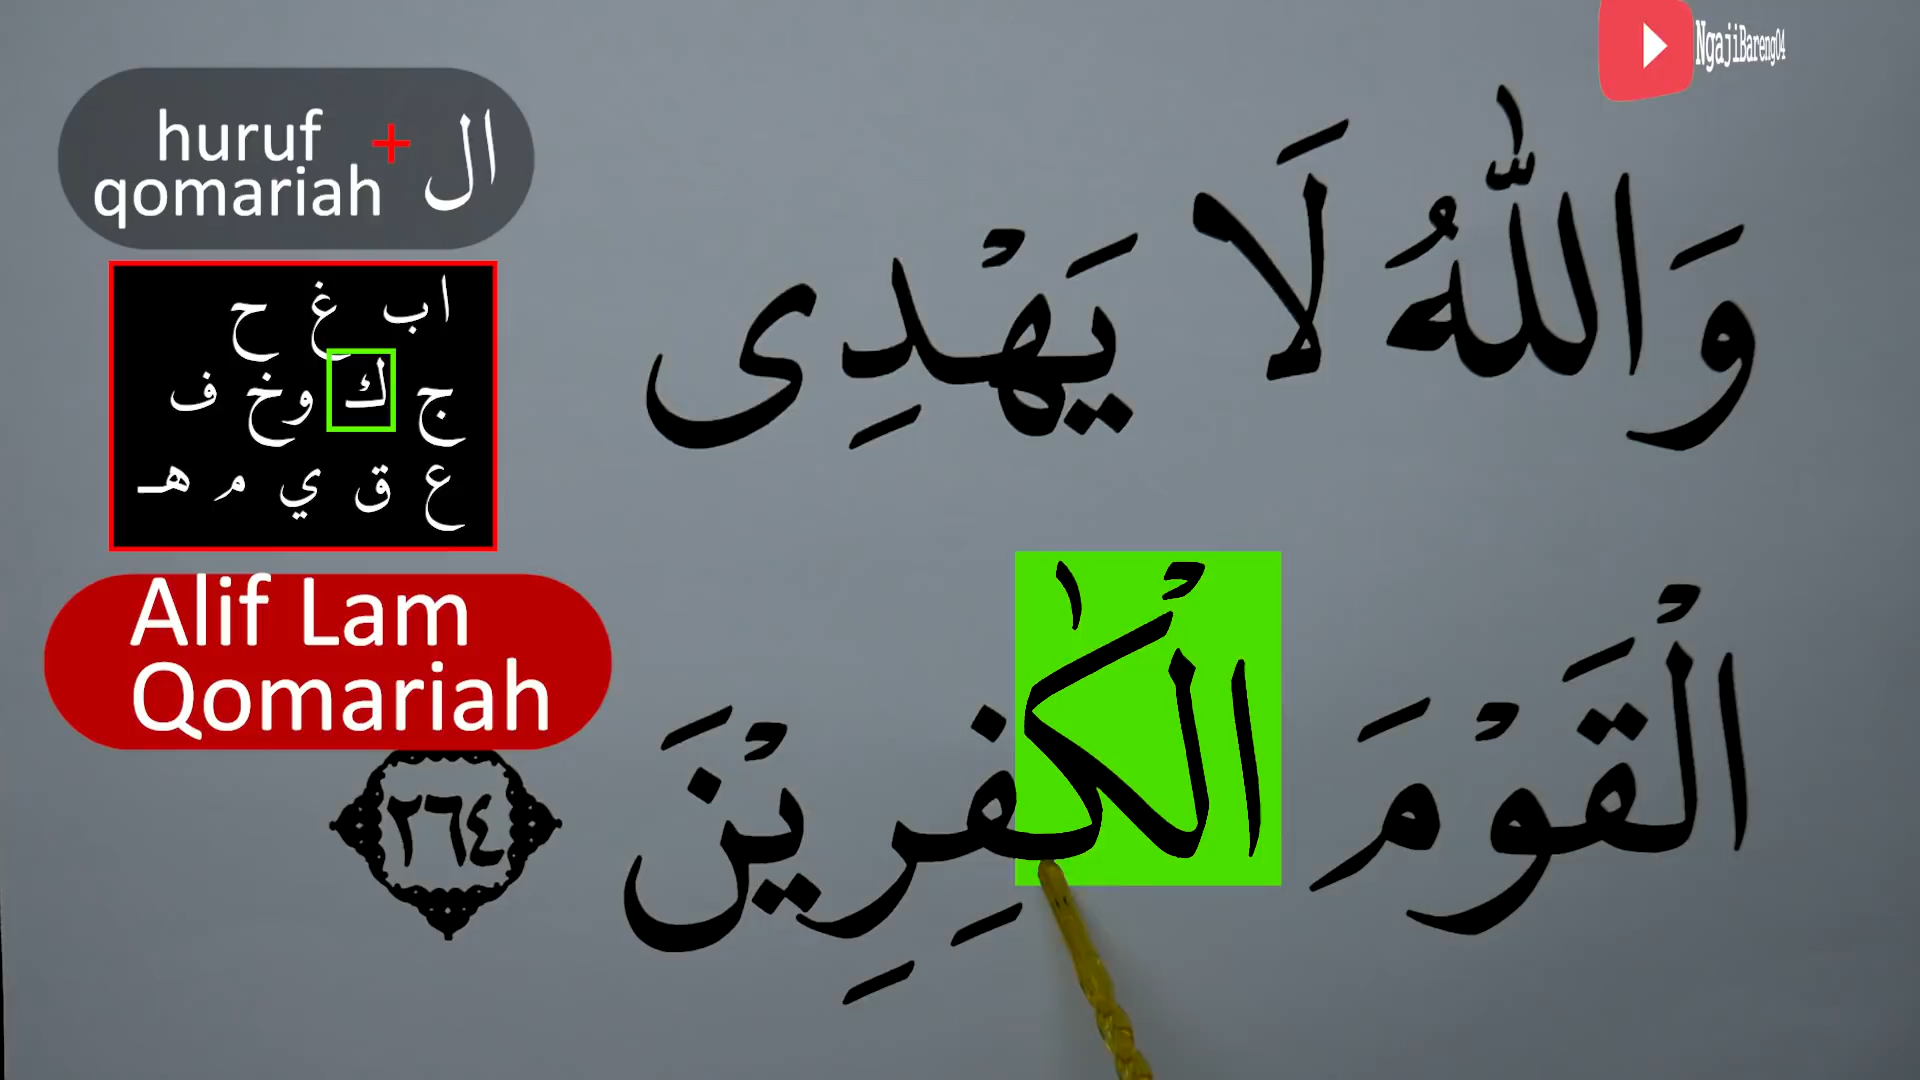 NgajiBareng04
huruf + ال
qomariah
ا ب غ ح
ج ك و خ ف
ع ق ي م هـ
Alif Lam
Qomariah
وَاللّٰهُ لَا يَهْدِى
الْقَوْمَ الْكٰفِرِيْنَ ٢٦٤